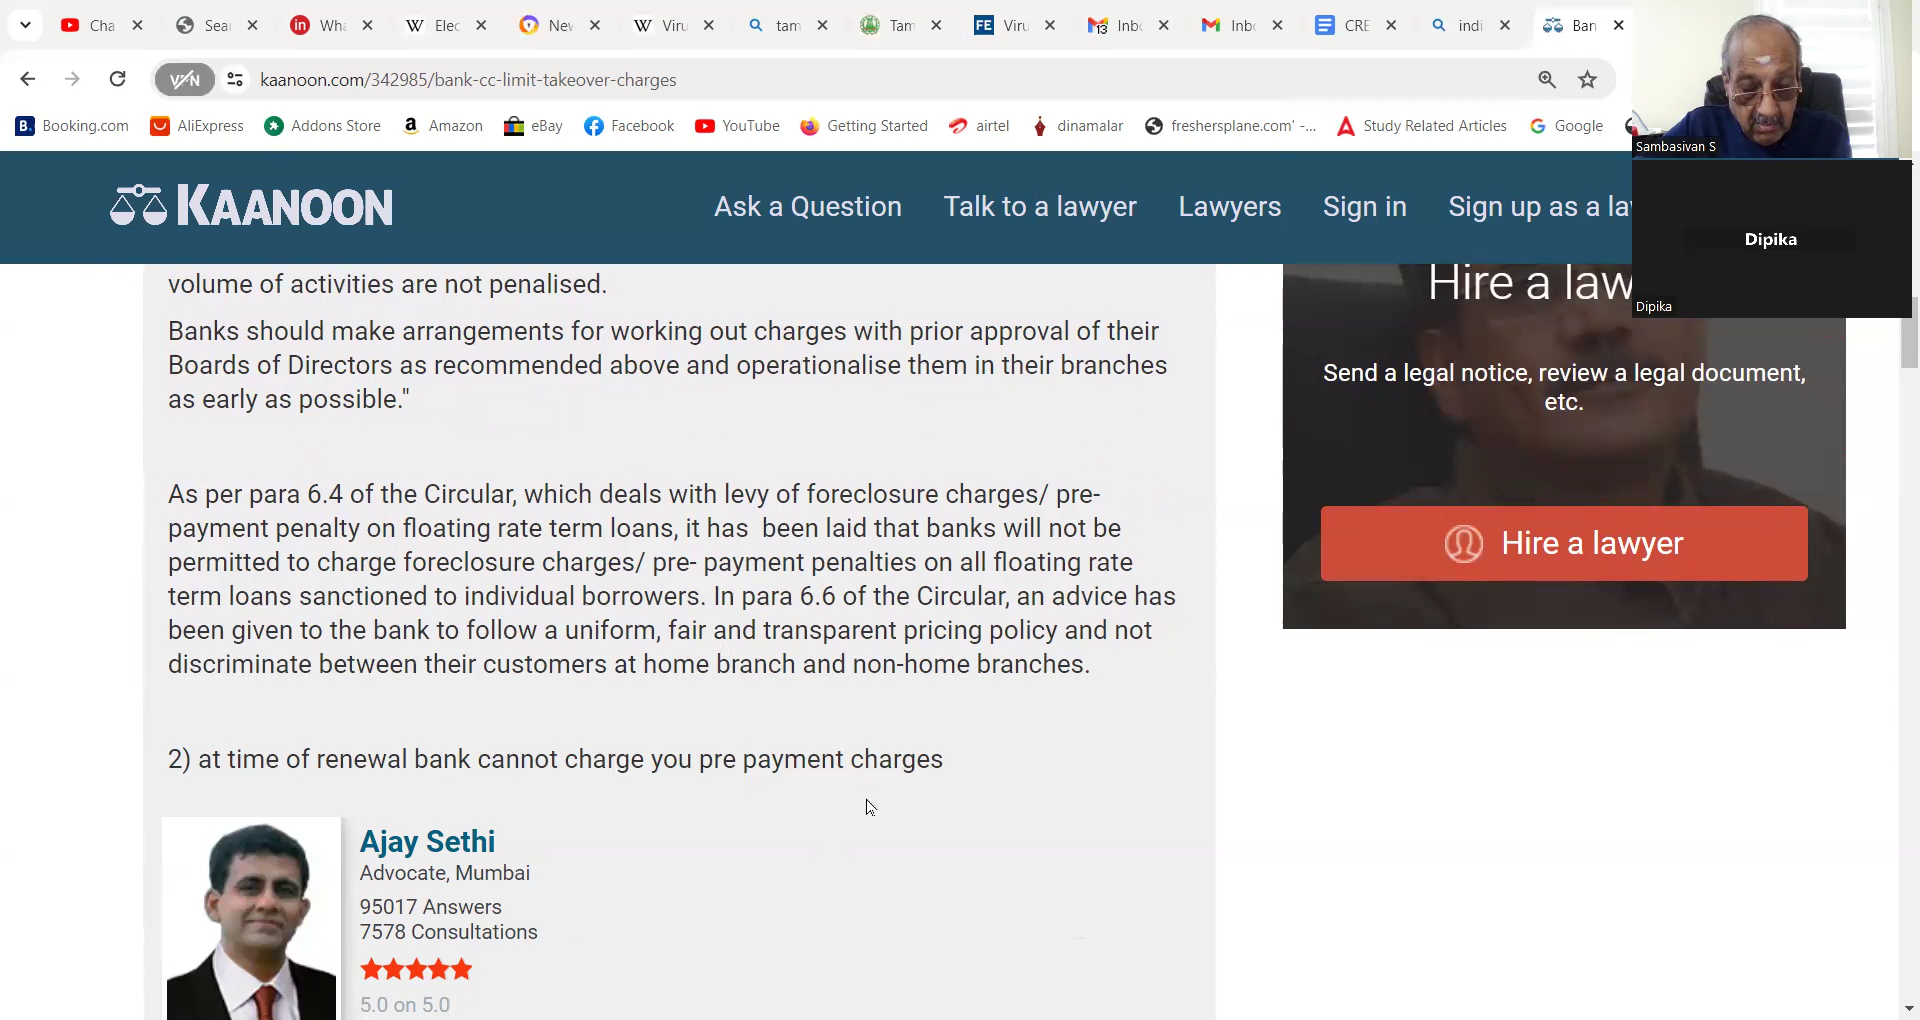 Cha
Sear
in
Wha
W
Elec
New
W
Viru
tam
Tam
FE
Viru
13
Inbo
Inbo
CRE
indi
Ban
VPN
kaanoon.com/342985/bank-cc-limit-takeover-charges
B.
Booking.com
AliExpress
Addons Store
a
Amazon
eBay
Facebook
YouTube
Getting Started
airtel
dinamalar
freshersplane.com' -...
Study Related Articles
Google
Sambasivan S
Dipika
Dipika
KAANOON
Ask a Question
Talk to a lawyer
Lawyers
Sign in
Sign up as a la
volume of activities are not penalised.
Banks should make arrangements for working out charges with prior approval of their
Boards of Directors as recommended above and operationalise them in their branches
as early as possible."
As per para 6.4 of the Circular, which deals with levy of foreclosure charges/ pre-
payment penalty on floating rate term loans, it has  been laid that banks will not be
permitted to charge foreclosure charges/ pre- payment penalties on all floating rate
term loans sanctioned to individual borrowers. In para 6.6 of the Circular, an advice has
been given to the bank to follow a uniform, fair and transparent pricing policy and not
discriminate between their customers at home branch and non-home branches.
2) at time of renewal bank cannot charge you pre payment charges
Ajay Sethi
Advocate, Mumbai
95017 Answers
7578 Consultations
5.0 on 5.0
Hire a law
Send a legal notice, review a legal document,
etc.
Hire a lawyer